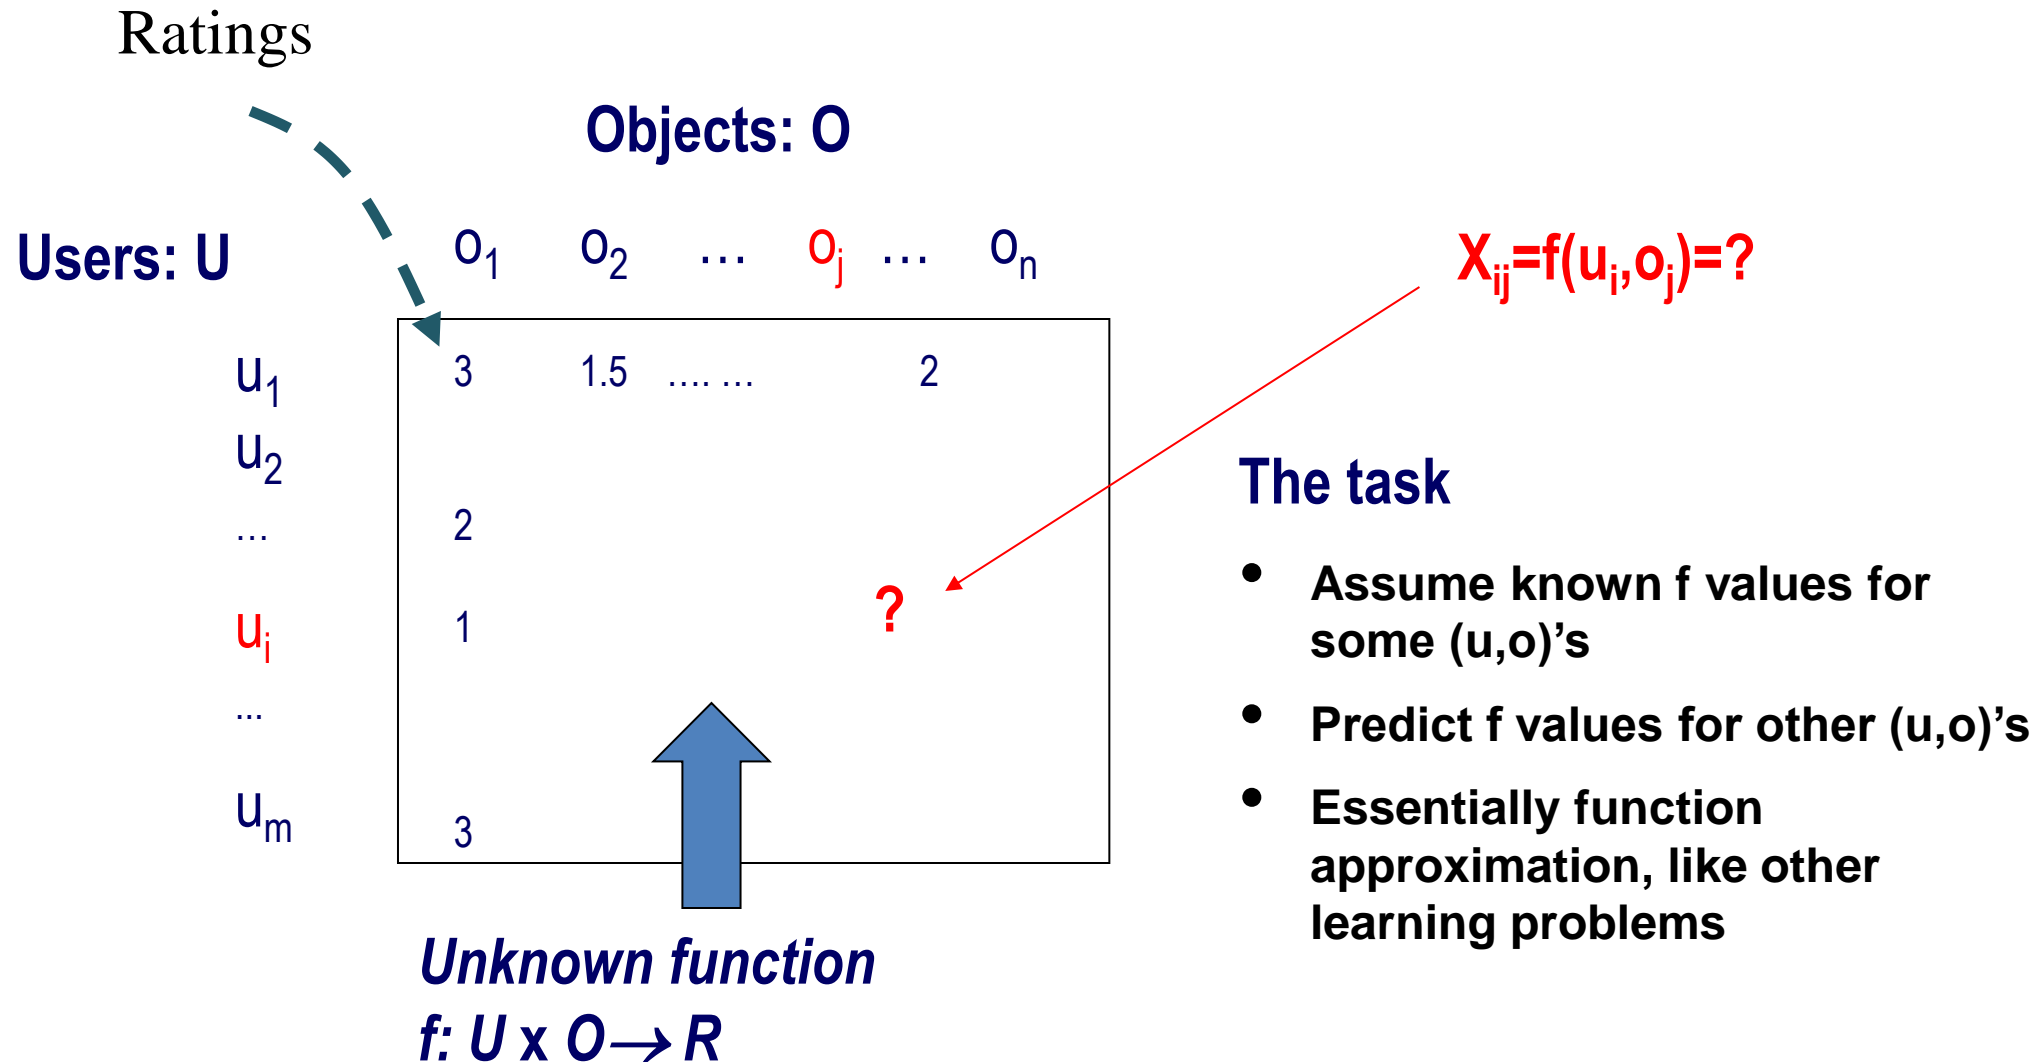 Ratings
Objects: O
Users: U
o1 o2 … oj … on
Xij=f(ui,oj)=?
u1 3 1.5 …. … 2
u2
… 2
ui 1 ?
...
um 3
The task
• Assume known f values for
some (u,o)’s
• Predict f values for other (u,o)’s
• Essentially function
approximation, like other
learning problems
Unknown function
f: U x O→ R